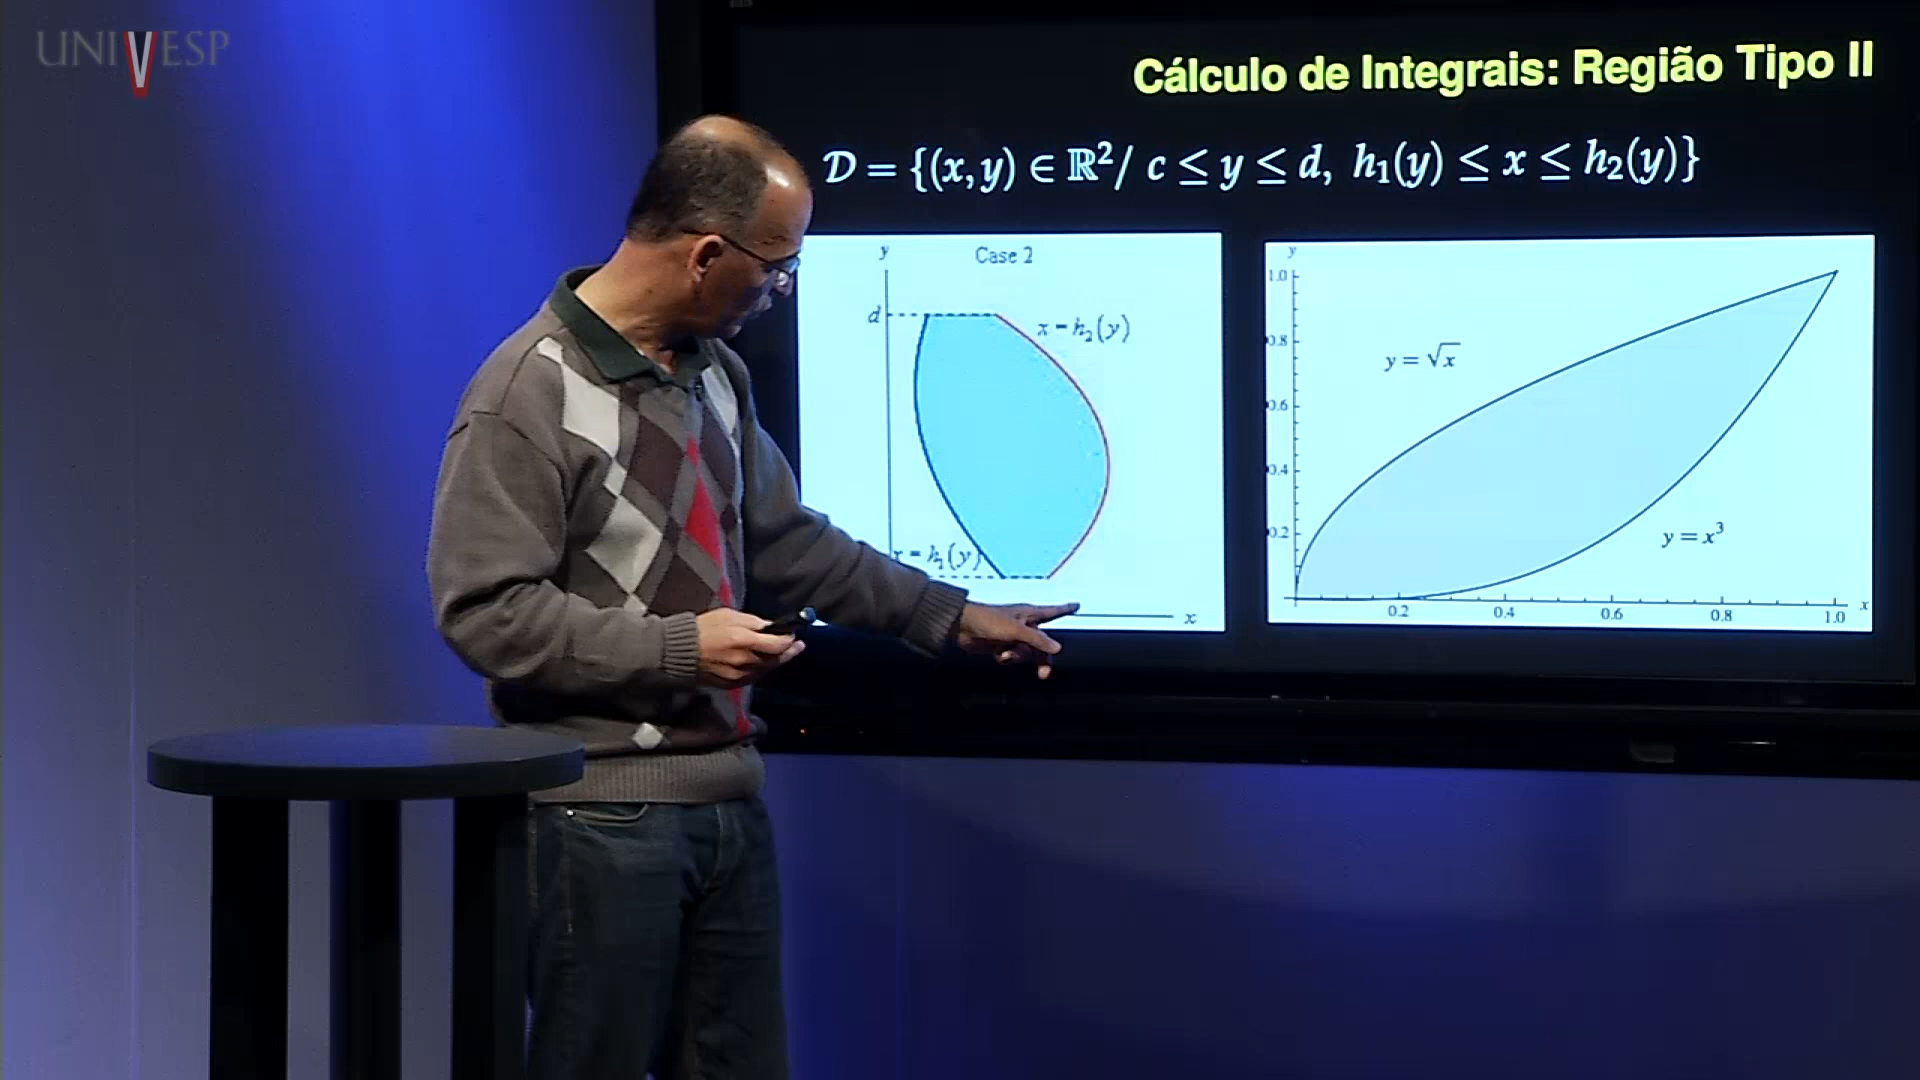 UNIVESP
Cálculo de Integrais: Região Tipo II
𝒟 = {(x, y) ∈ ℝ²/ c ≤ y ≤ d, h₁(y) ≤ x ≤ h₂(y)}
y
Case 2
d
x = h₂(y)
x = h₁(y)
x
y
1.0
0.8
y = √x
0.6
0.4
0.2
y = x³
0.2 0.4 0.6 0.8 1.0
x